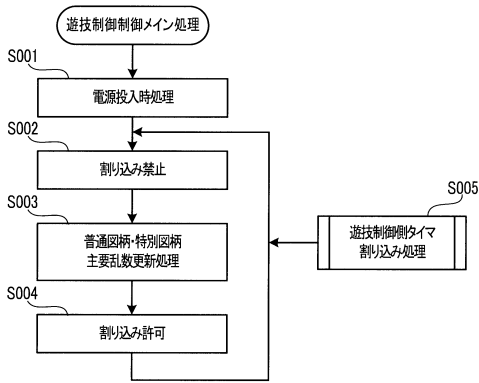 遊技制御制御メイン処理
S001
電源投入時処理
S002
割り込み禁止
S003
普通図柄・特別図柄
主要乱数更新処理
S004
割り込み許可
S005
遊技制御側タイマ
割り込み処理